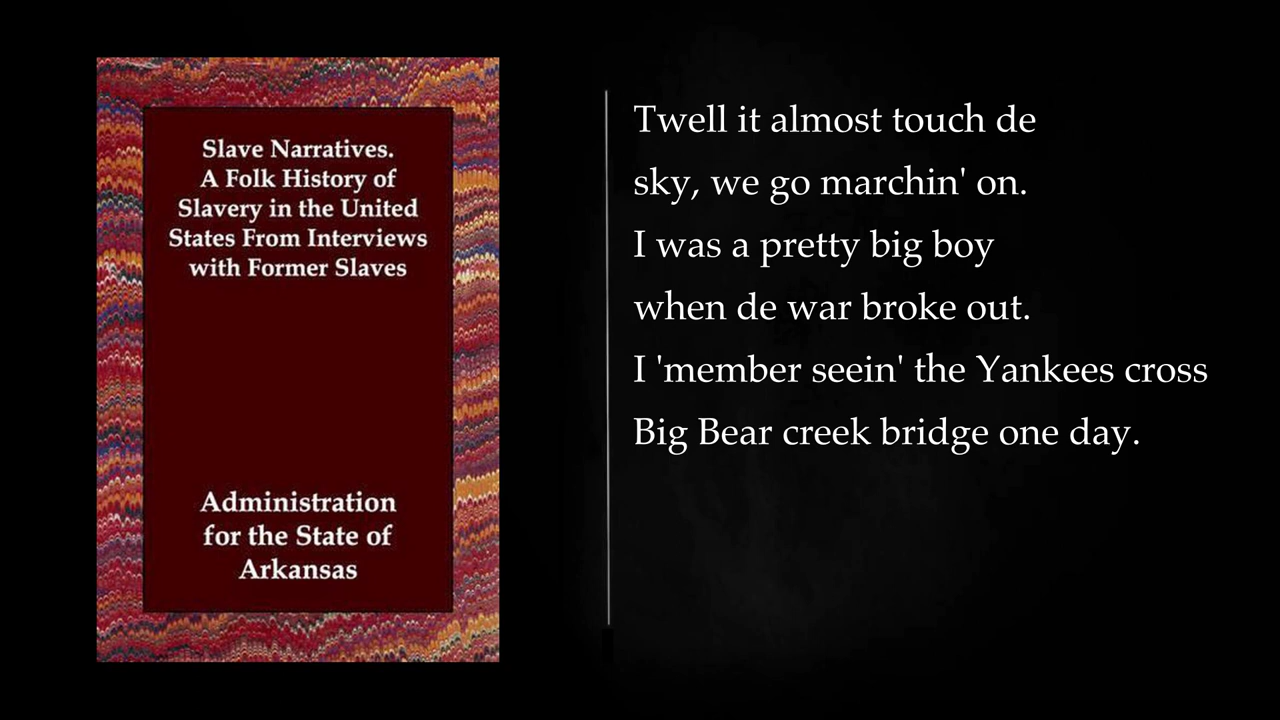 Slave Narratives.
A Folk History of
Slavery in the United
States From Interviews
with Former Slaves
Administration
for the State of
Arkansas
Twell it almost touch de
sky, we go marchin' on.
I was a pretty big boy
when de war broke out.
I 'member seein' the Yankees cross
Big Bear creek bridge one day.